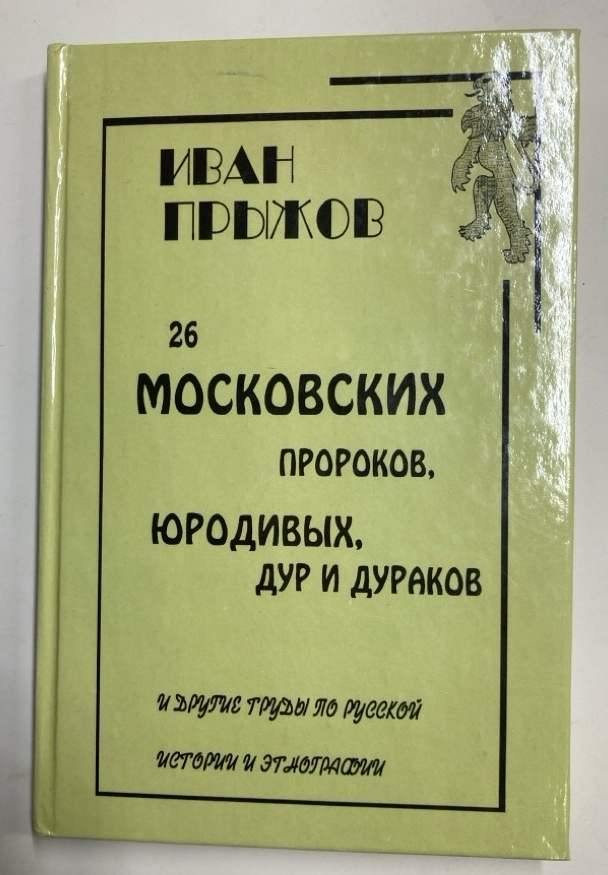 ИВАН
ПРЫЖОВ
26
МОСКОВСКИХ
ПРОРОКОВ,
ЮРОДИВЫХ,
ДУР И ДУРАКОВ
И ДРУГИЕ ТРУДЫ ПО РУССКОЙ
ИСТОРИИ И ЭТНОГРАФИИ